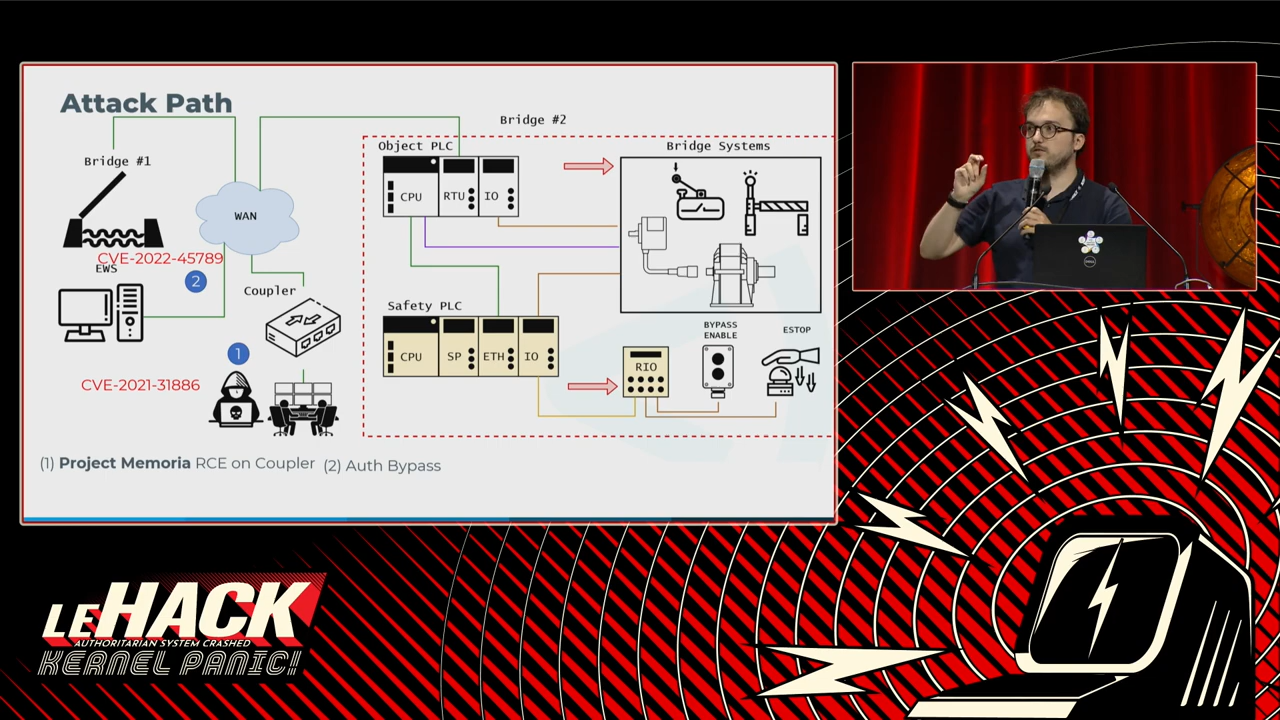 Attack Path
Bridge #2
Bridge #1
WAN
CVE-2022-45789
EWS
2
Coupler
1
CVE-2021-31886
Object PLC
CPU
RTU
IO
Bridge Systems
Safety PLC
CPU
SP
ETH
IO
RIO
BYPASS
ENABLE
ESTOP
(1) Project Memoria RCE on Coupler (2) Auth Bypass
DELL
LEHACK
AUTHORITARIAN SYSTEM CRASHED
KERNEL PANIC!